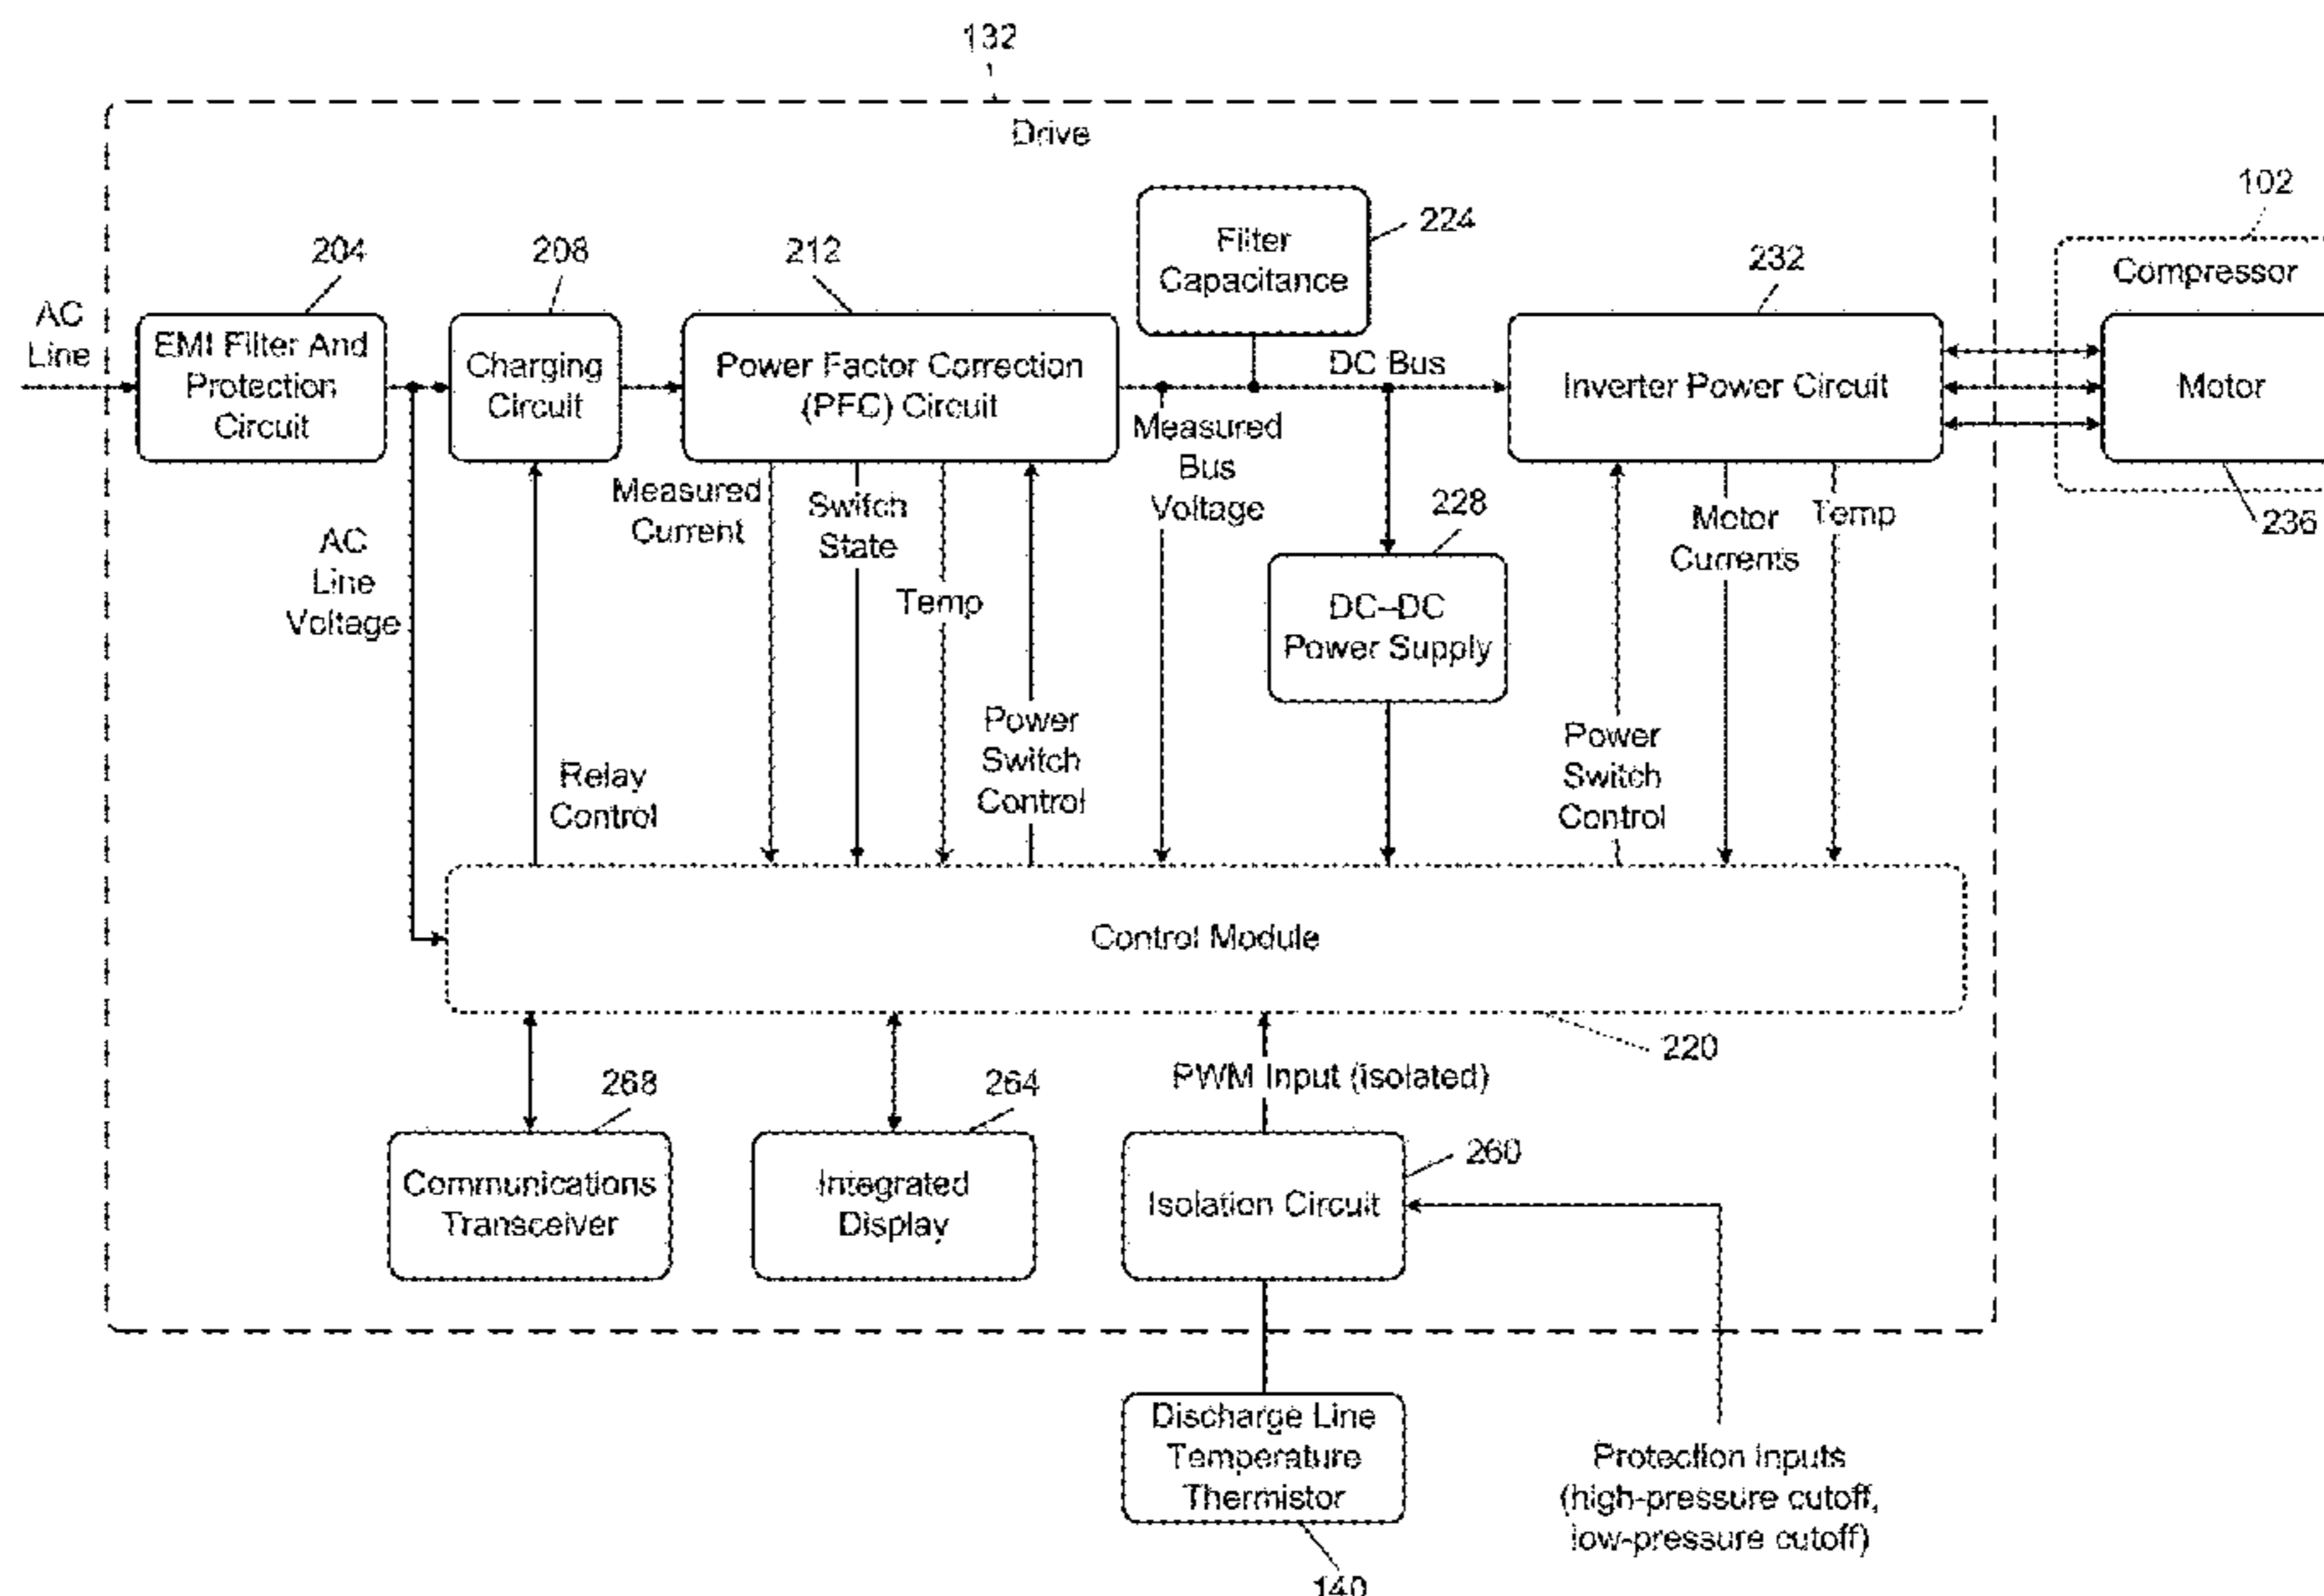 132
Drive
102
Compressor
224
Filter
Capacitance
204
208
212
232
AC
Line
EMI Filter And
Protection
Circuit
Charging
Circuit
Power Factor Correction
(PFC) Circuit
DC Bus
Inverter Power Circuit
Motor
236
AC
Line
Voltage
Relay
Control
Measured
Current
Switch
State
Temp
Power
Switch
Control
Measured
Bus
Voltage
228
DC–DC
Power Supply
Power
Switch
Control
Motor
Currents
Temp
Control Module
220
268
264
PWM Input (isolated)
260
Communications
Transceiver
Integrated
Display
Isolation Circuit
Discharge Line
Temperature
Thermistor
140
Protection Inputs
(high-pressure cutoff,
low-pressure cutoff)